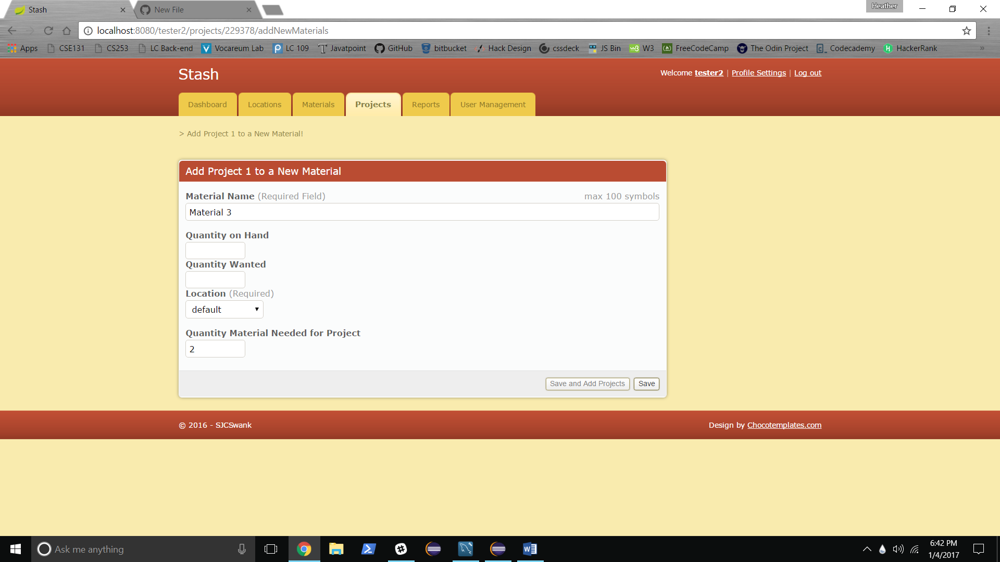 Stash
New File
Heather
localhost:8080/tester2/projects/229378/addNewMaterials
Apps CSE131 CS253 LC Back-end Vocareum Lab LC 109 Javatpoint GitHub bitbucket Hack Design cssdeck JS Bin W3 FreeCodeCamp The Odin Project Codecademy HackerRank »
Stash
Welcome tester2 | Profile Settings | Log out
Dashboard Locations Materials Projects Reports User Management
> Add Project 1 to a New Material!
Add Project 1 to a New Material
Material Name (Required Field) max 100 symbols
Material 3
Quantity on Hand
Quantity Wanted
Location (Required)
default
Quantity Material Needed for Project
2
Save and Add Projects Save
© 2016 - SJCSwank Design by Chocotemplates.com
Ask me anything
6:42 PM
1/4/2017